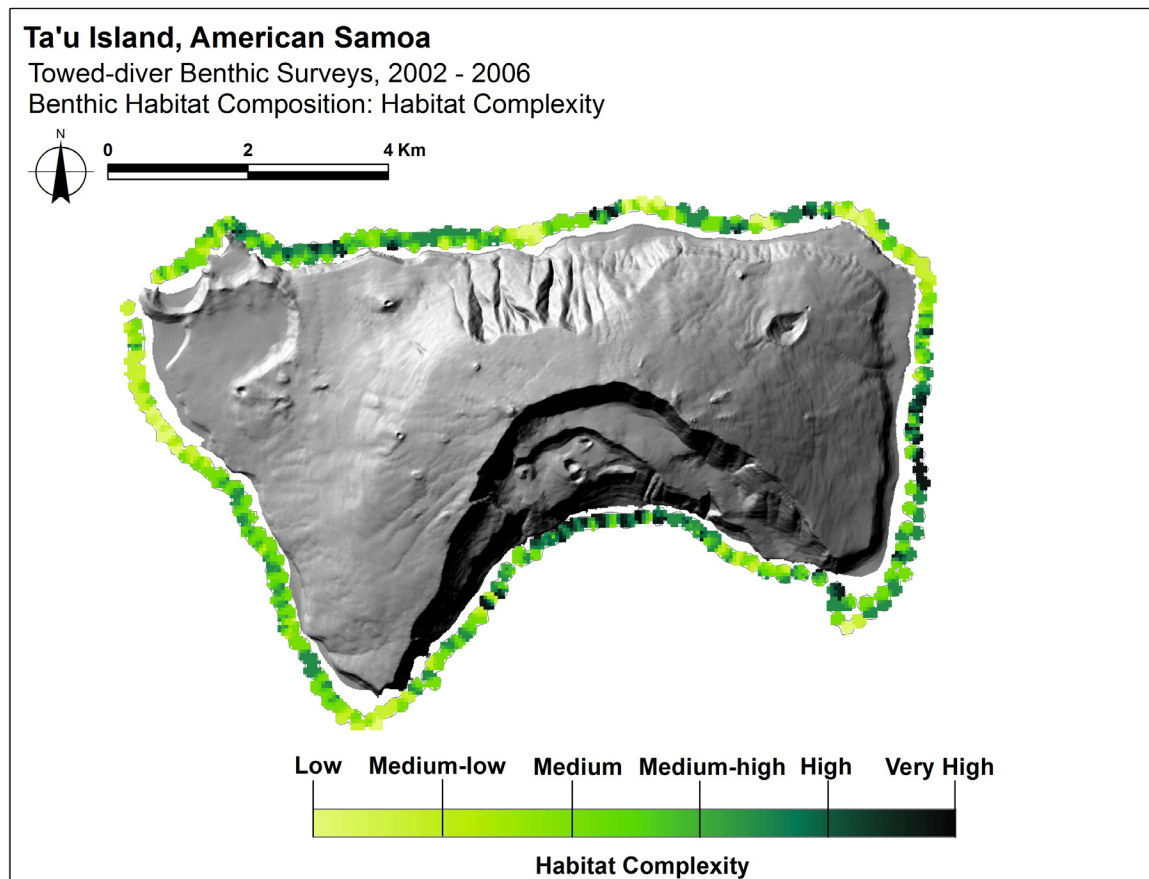 Ta'u Island, American Samoa
Towed-diver Benthic Surveys, 2002 - 2006
Benthic Habitat Composition: Habitat Complexity
N
0 2 4 Km
Low Medium-low Medium Medium-high High Very High
Habitat Complexity